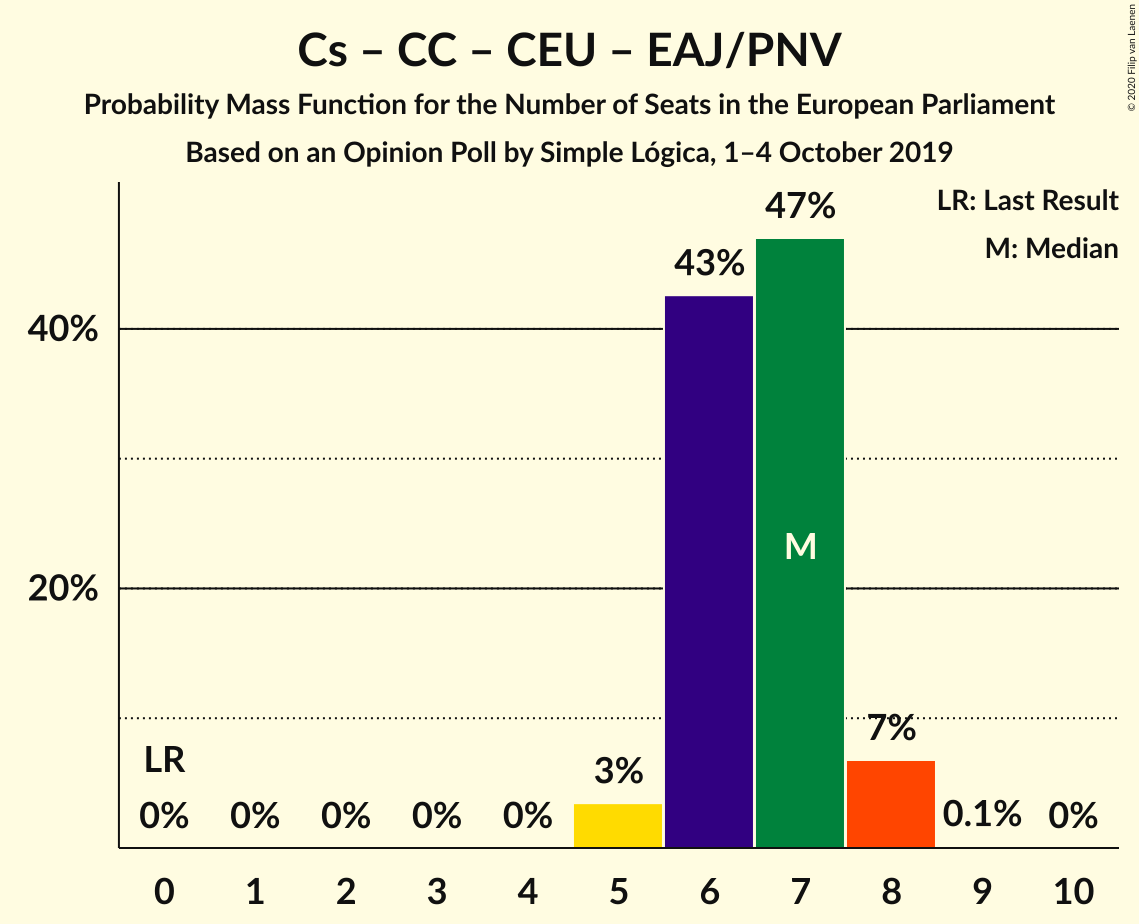 Cs – CC – CEU – EAJ/PNV
Probability Mass Function for the Number of Seats in the European Parliament
Based on an Opinion Poll by Simple Lógica, 1–4 October 2019
© 2020 Filip van Laenen
LR: Last Result
M: Median
47%
43%
40%
M
20%
7%
LR
3%
0% 0% 0% 0% 0% 0.1% 0%
0 1 2 3 4 5 6 7 8 9 10